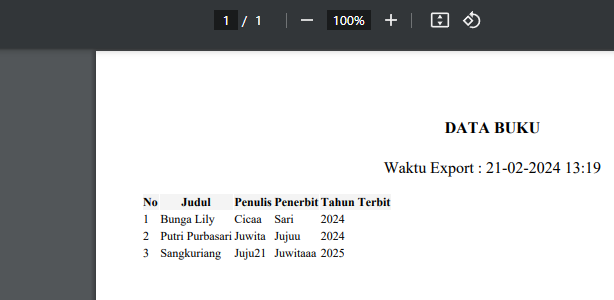 1 / 1 100%
DATA BUKU
Waktu Export : 21-02-2024 13:19
No Judul Penulis Penerbit Tahun Terbit
1 Bunga Lily Cicaa Sari 2024
2 Putri Purbasari Juwita Jujuu 2024
3 Sangkuriang Juju21 Juwitaaa 2025